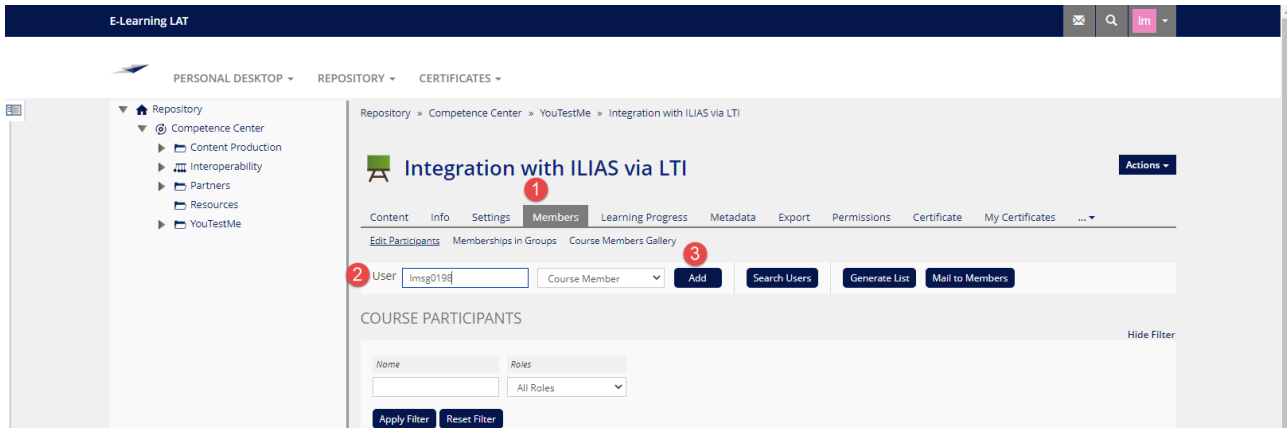 E-Learning LAT
lm
PERSONAL DESKTOP REPOSITORY CERTIFICATES
Repository
Competence Center
Content Production
Interoperability
Partners
Resources
YouTestMe
Repository » Competence Center » YouTestMe » Integration with ILIAS via LTI
Integration with ILIAS via LTI
Actions
1
Content Info Settings Members Learning Progress Metadata Export Permissions Certificate My Certificates ...
Edit Participants Memberships in Groups Course Members Gallery
3
2 User lmsg0198 Course Member Add Search Users Generate List Mail to Members
COURSE PARTICIPANTS
Hide Filter
Name Roles
All Roles
Apply Filter Reset Filter